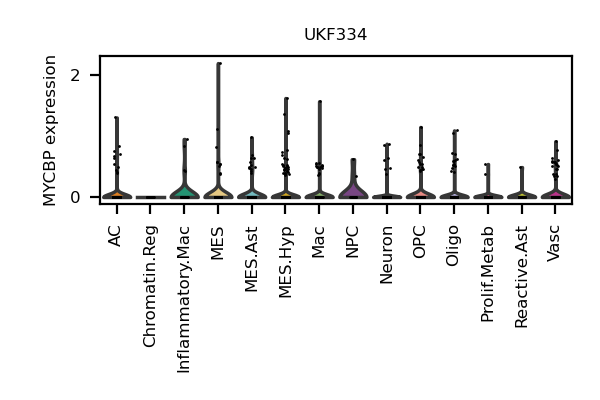 UKF334
MYCBP expression
2
0
AC
Chromatin.Reg
Inflammatory.Mac
MES
MES.Ast
MES.Hyp
Mac
NPC
Neuron
OPC
Oligo
Prolif.Metab
Reactive.Ast
Vasc